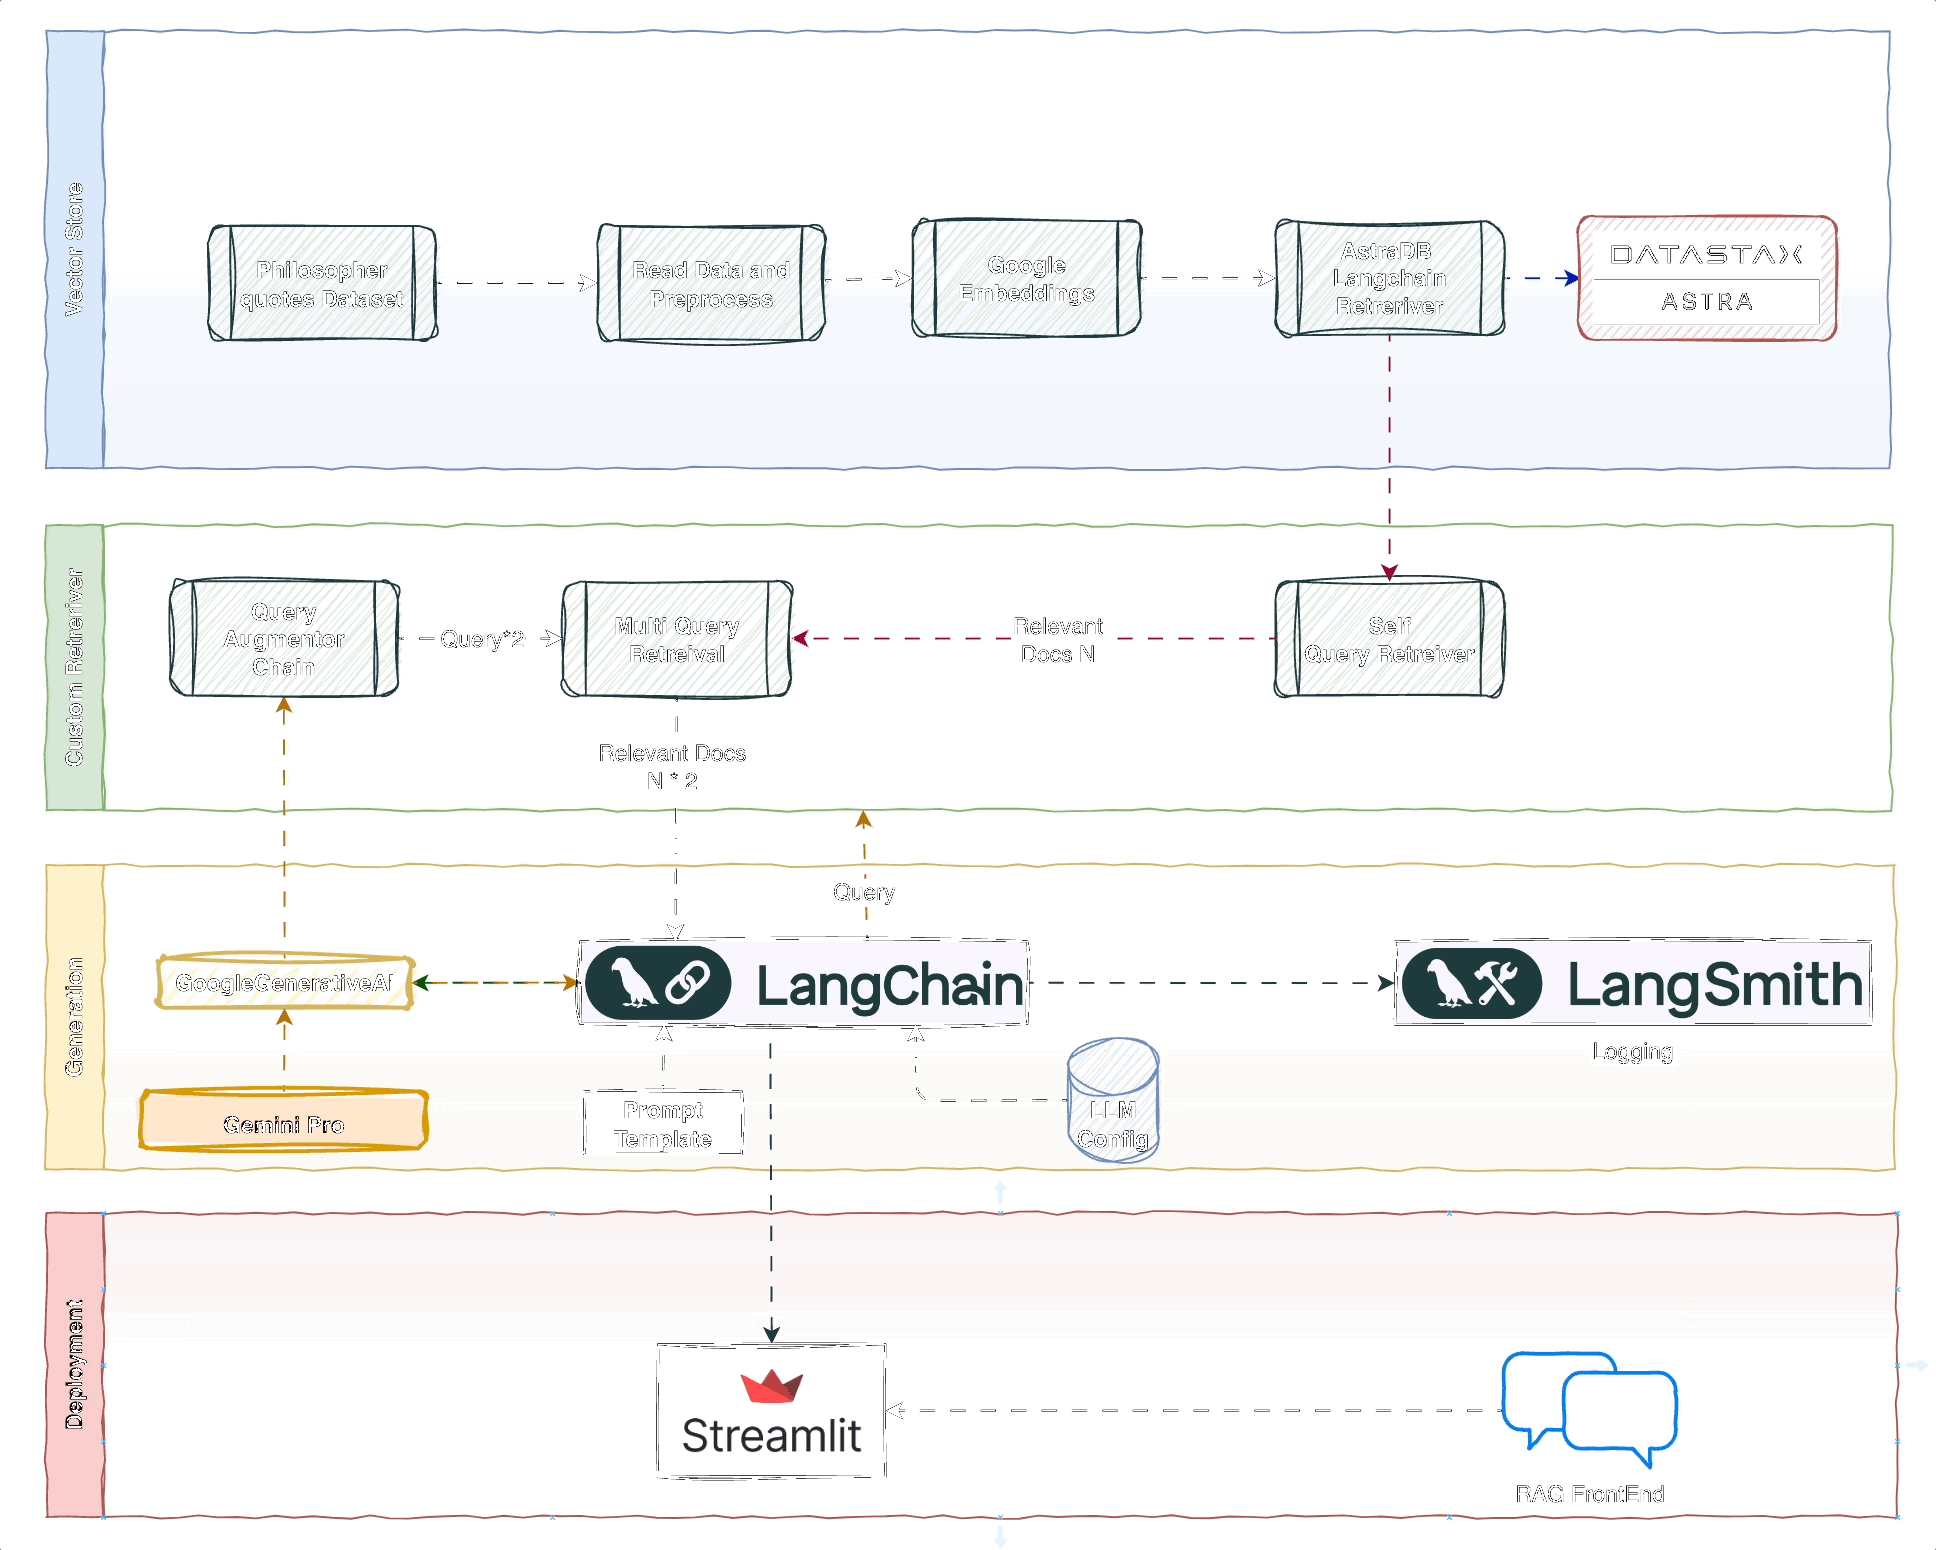 Vector Store
Philosopher
quotes Dataset
Read Data and
Preprocess
Google
Embeddings
AstraDB
Langchain
Retreriver
DATASTAX
ASTRA
Custom Retreriver
Query
Augmentor
Chain
Query*2
Multi Query
Retreival
Relevant
Docs N
Self
Query Retreiver
Relevant Docs
N * 2
Generation
Query
GoogleGenerativeAI
LangChain
LangSmith
Logging
Gemini Pro
Prompt
Template
LLM
Config
Deployment
Streamlit
RAG FrontEnd